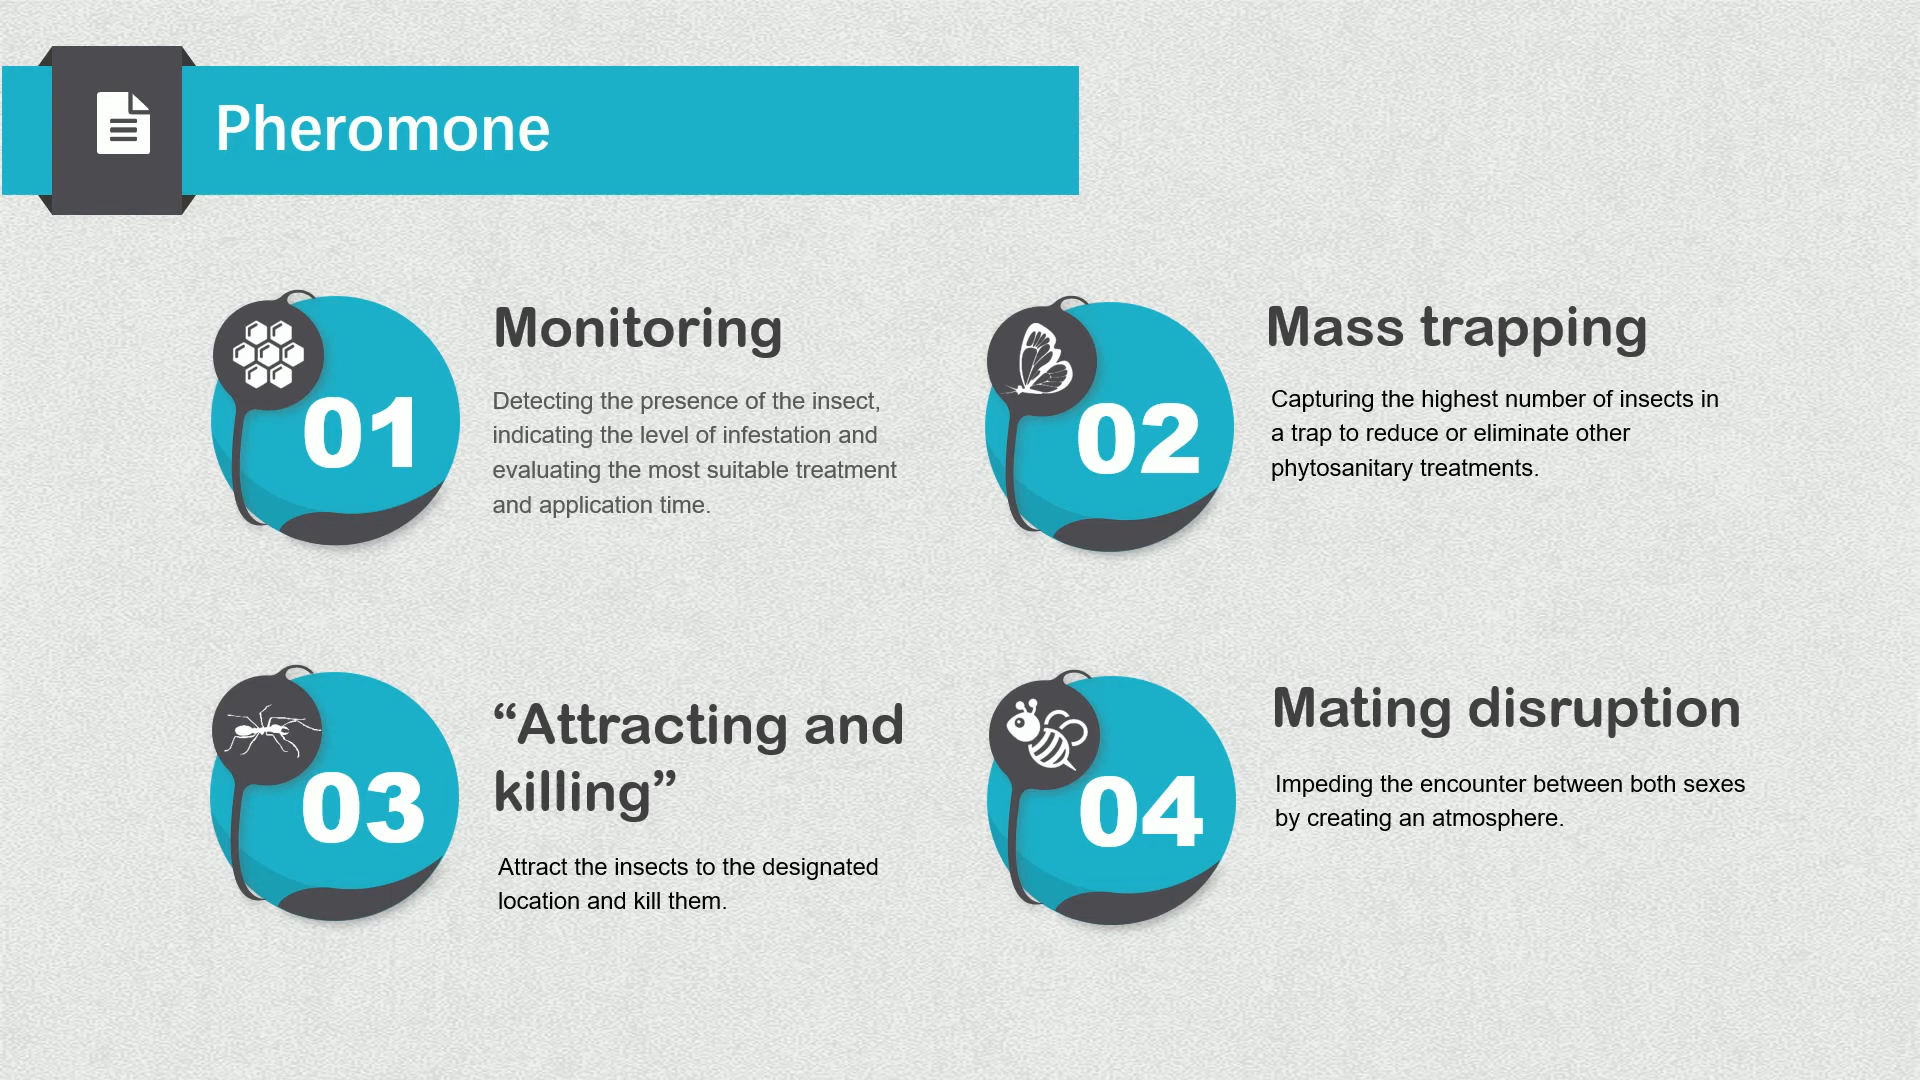 Pheromone
01
Monitoring
Detecting the presence of the insect,
indicating the level of infestation and
evaluating the most suitable treatment
and application time.
02
Mass trapping
Capturing the highest number of insects in
a trap to reduce or eliminate other
phytosanitary treatments.
03
“Attracting and
killing”
Attract the insects to the designated
location and kill them.
04
Mating disruption
Impeding the encounter between both sexes
by creating an atmosphere.